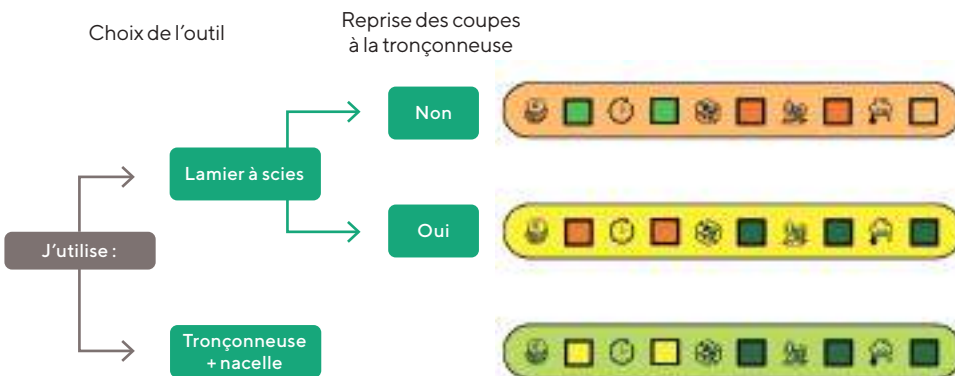 Choix de l'outil
Reprise des coupes
à la tronçonneuse
Non
Lamier à scies
Oui
J'utilise :
Tronçonneuse
+ nacelle